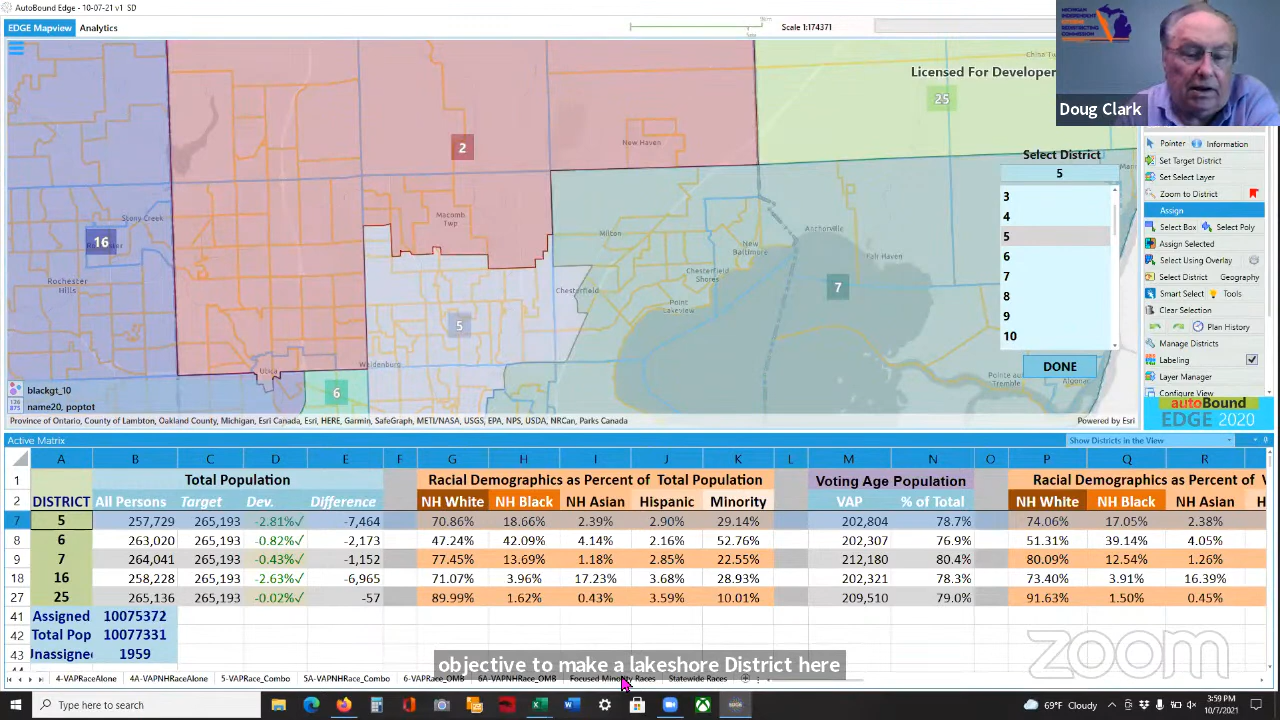 AutoBound Edge - 10-07-21 v1 SD
EDGE Mapview Analytics
Scale 1:174371
MICHIGAN INDEPENDENT CITIZENS REDISTRICTING COMMISSION
Doug Clark
Licensed For Develope
25
2
New Haven
16
Stony Creek
Rochester Hills
Macomb Twp
Milton
Anchorville
New Baltimore
Fair Haven
Chesterfield Shores
Chesterfield
Point Lakeview
7
5
Utica
Waldenburg
6
Pointe au Tremble
Algonac
blackgt_10
name20, poptot
Province of Ontario, County of Lambton, Oakland County, Michigan, Esri Canada, Esri, HERE, Garmin, SafeGraph, METI/NASA, USGS, EPA, NPS, USDA, NRCan, Parks Canada
Powered by Esri
Select District
5
3
4
5
6
7
8
9
10
DONE
Pointer Information
Set Target District
Set Select Layer
Zoom to District
Assign
Select Box Select Poly
Assign Selected
Select Using Overlay
Select District Geography
Smart Select Tools
Clear Selection
Plan History
Manage Districts
Labeling
Layer Manager
Configure View
autoBound
EDGE 2020
Active Matrix
Show Districts in the View
A B C D E F G H I J K L M N O P Q R
1 Total Population Racial Demographics as Percent of Total Population Voting Age Population Racial Demographics as Percent of V
2 DISTRICT All Persons Target Dev. Difference NH White NH Black NH Asian Hispanic Minority VAP % of Total NH White NH Black NH Asian H
7 5 257,729 265,193 -2.81%✓ -7,464 70.86% 18.66% 2.39% 2.90% 29.14% 202,804 78.7% 74.06% 17.05% 2.38%
8 6 263,020 265,193 -0.82%✓ -2,173 47.24% 42.09% 4.14% 2.16% 52.76% 202,307 76.9% 51.31% 39.14% 4.05%
9 7 264,041 265,193 -0.43%✓ -1,152 77.45% 13.69% 1.18% 2.85% 22.55% 212,180 80.4% 80.09% 12.54% 1.26%
18 16 258,228 265,193 -2.63%✓ -6,965 71.07% 3.96% 17.23% 3.68% 28.93% 202,321 78.3% 73.40% 3.91% 16.39%
27 25 265,136 265,193 -0.02%✓ -57 89.99% 1.62% 0.43% 3.59% 10.01% 209,510 79.0% 91.63% 1.50% 0.45%
41 Assigned 10075372
42 Total Pop 10077331
43 Unassigne 1959
objective to make a lakeshore District here
zoom
4-VAPRaceAlone 4A-VAPNHRaceAlone 5-VAPRace_Combo 5A-VAPNHRace_Combo 6-VAPRace_OMB 6A-VAPNHRace_OMB Focused Minority Races Statewide Races
Type here to search
69°F Cloudy
3:59 PM
10/7/2021